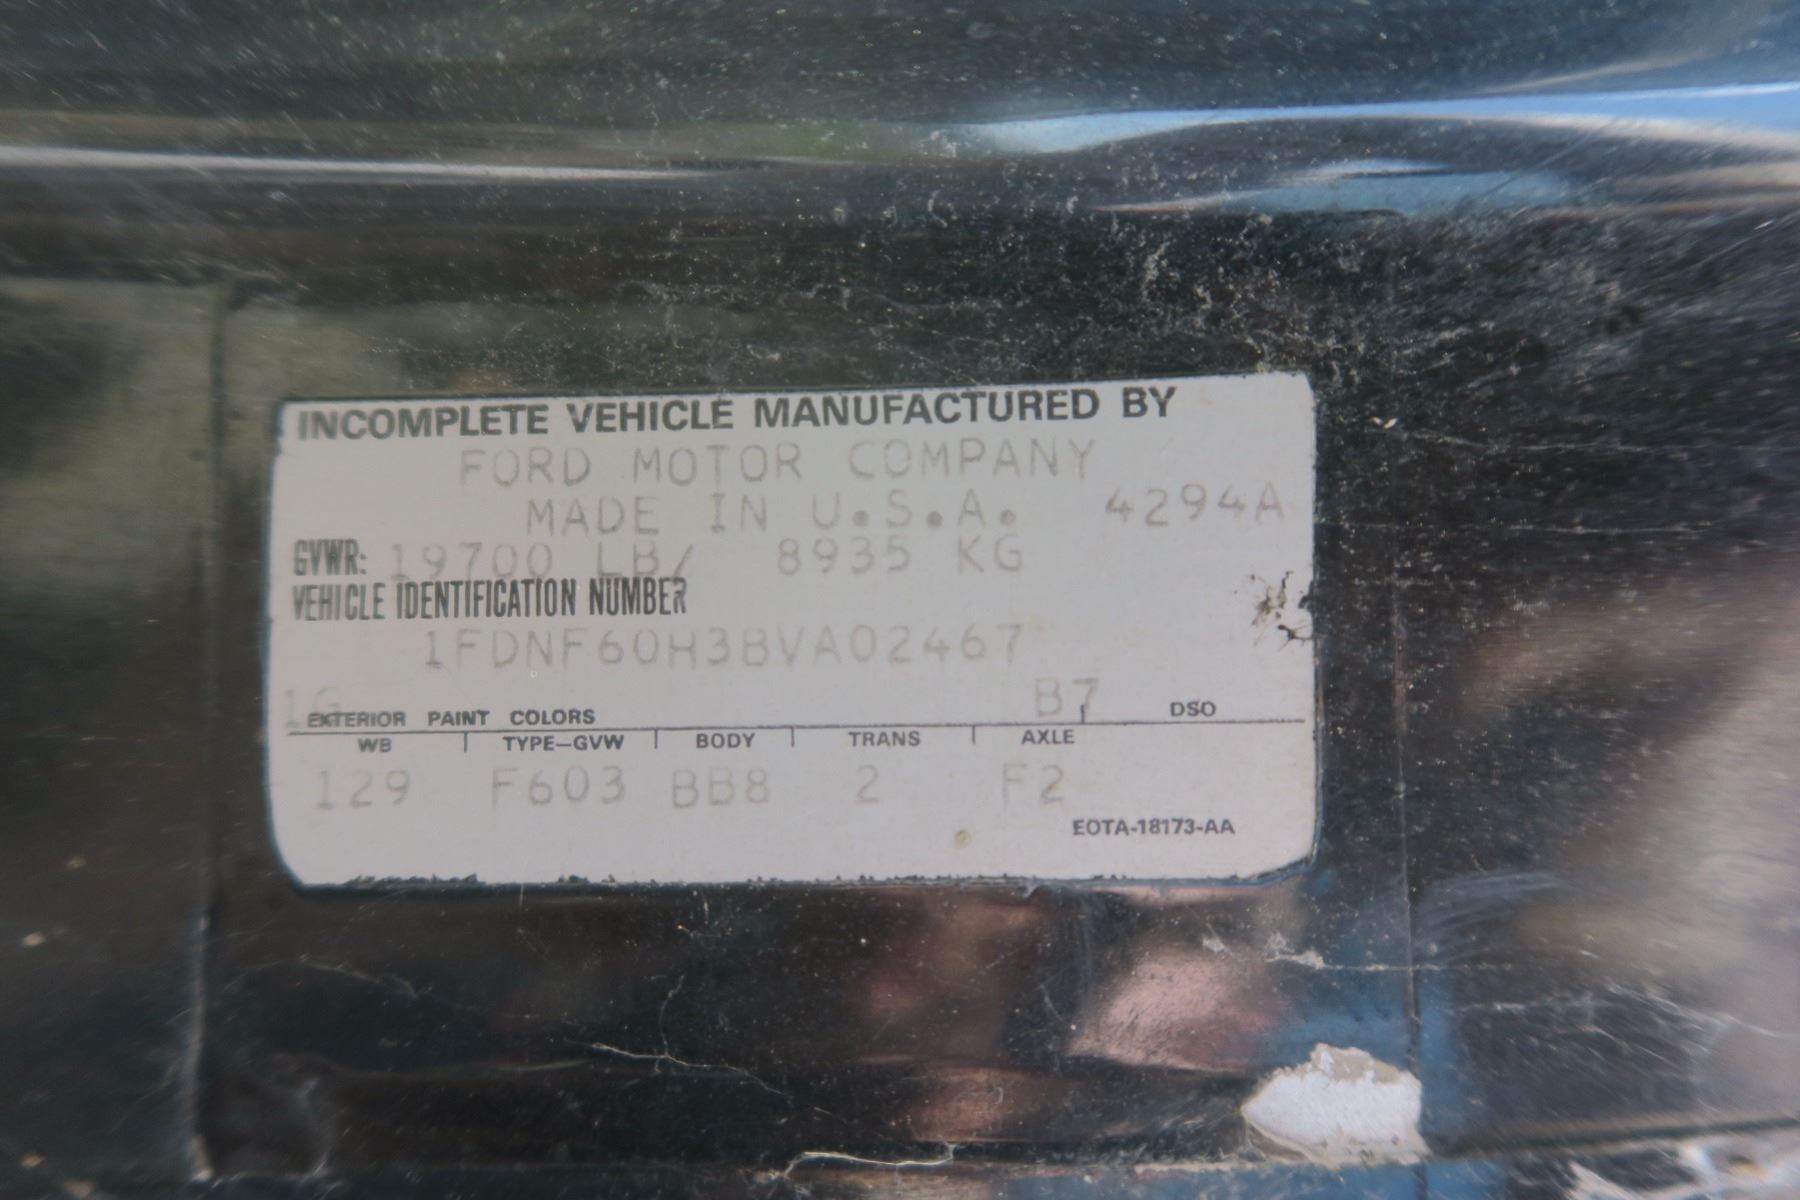 INCOMPLETE VEHICLE MANUFACTURED BY
FORD MOTOR COMPANY
MADE IN U.S.A. 4294A
GVWR: 19700 LB/ 8935 KG
VEHICLE IDENTIFICATION NUMBER
1FDNF60H3BVA02467
1G B7
EXTERIOR PAINT COLORS DSO
WB TYPE-GVW BODY TRANS AXLE
129 F603 BB8 2 F2
EOTA-18173-AA